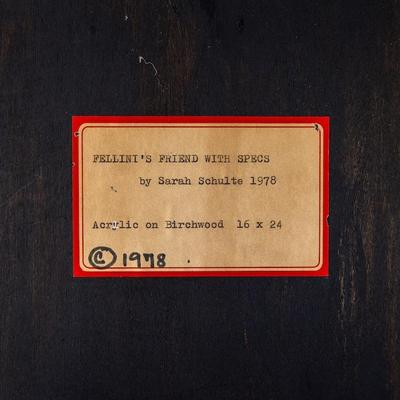 FELLINI'S FRIEND WITH SPECS
by Sarah Schulte 1978
Acrylic on Birchwood 16 x 24
© 1978 .